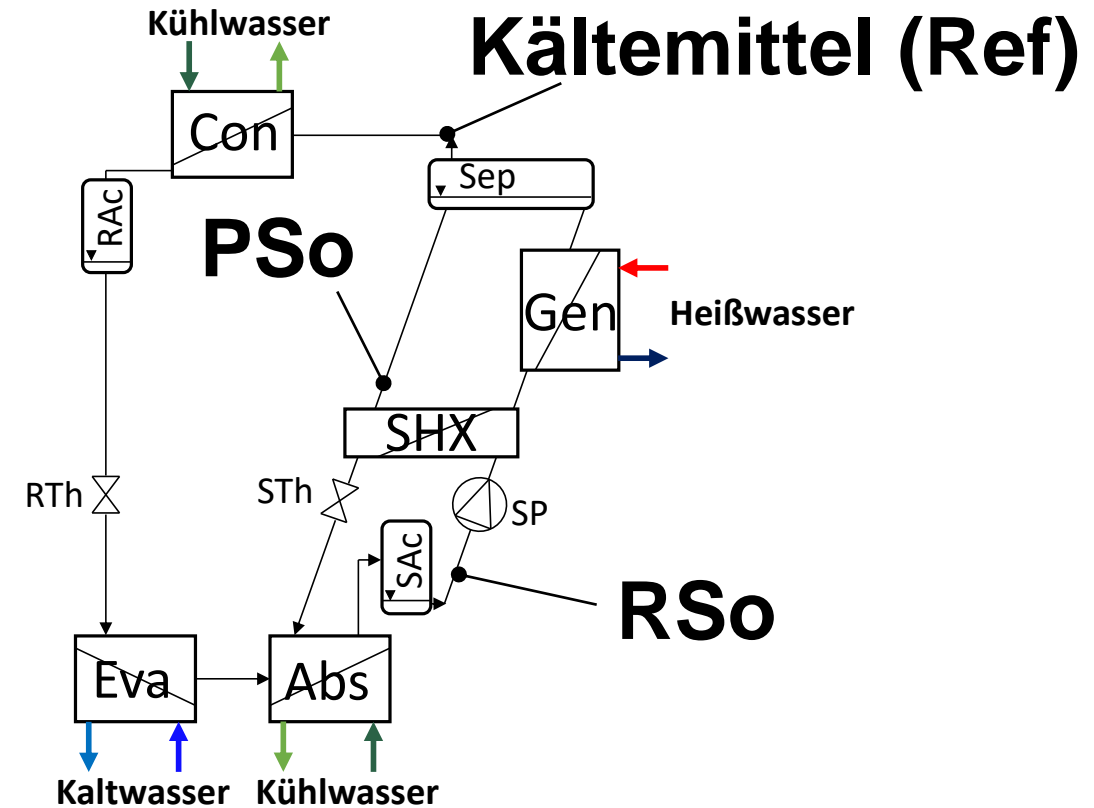 Kühlwasser
Kältemittel (Ref)
Con
Sep
RAc
PSo
Gen
Heißwasser
SHX
RTh
STh
SP
SAc
RSo
Eva
Abs
Kaltwasser
Kühlwasser